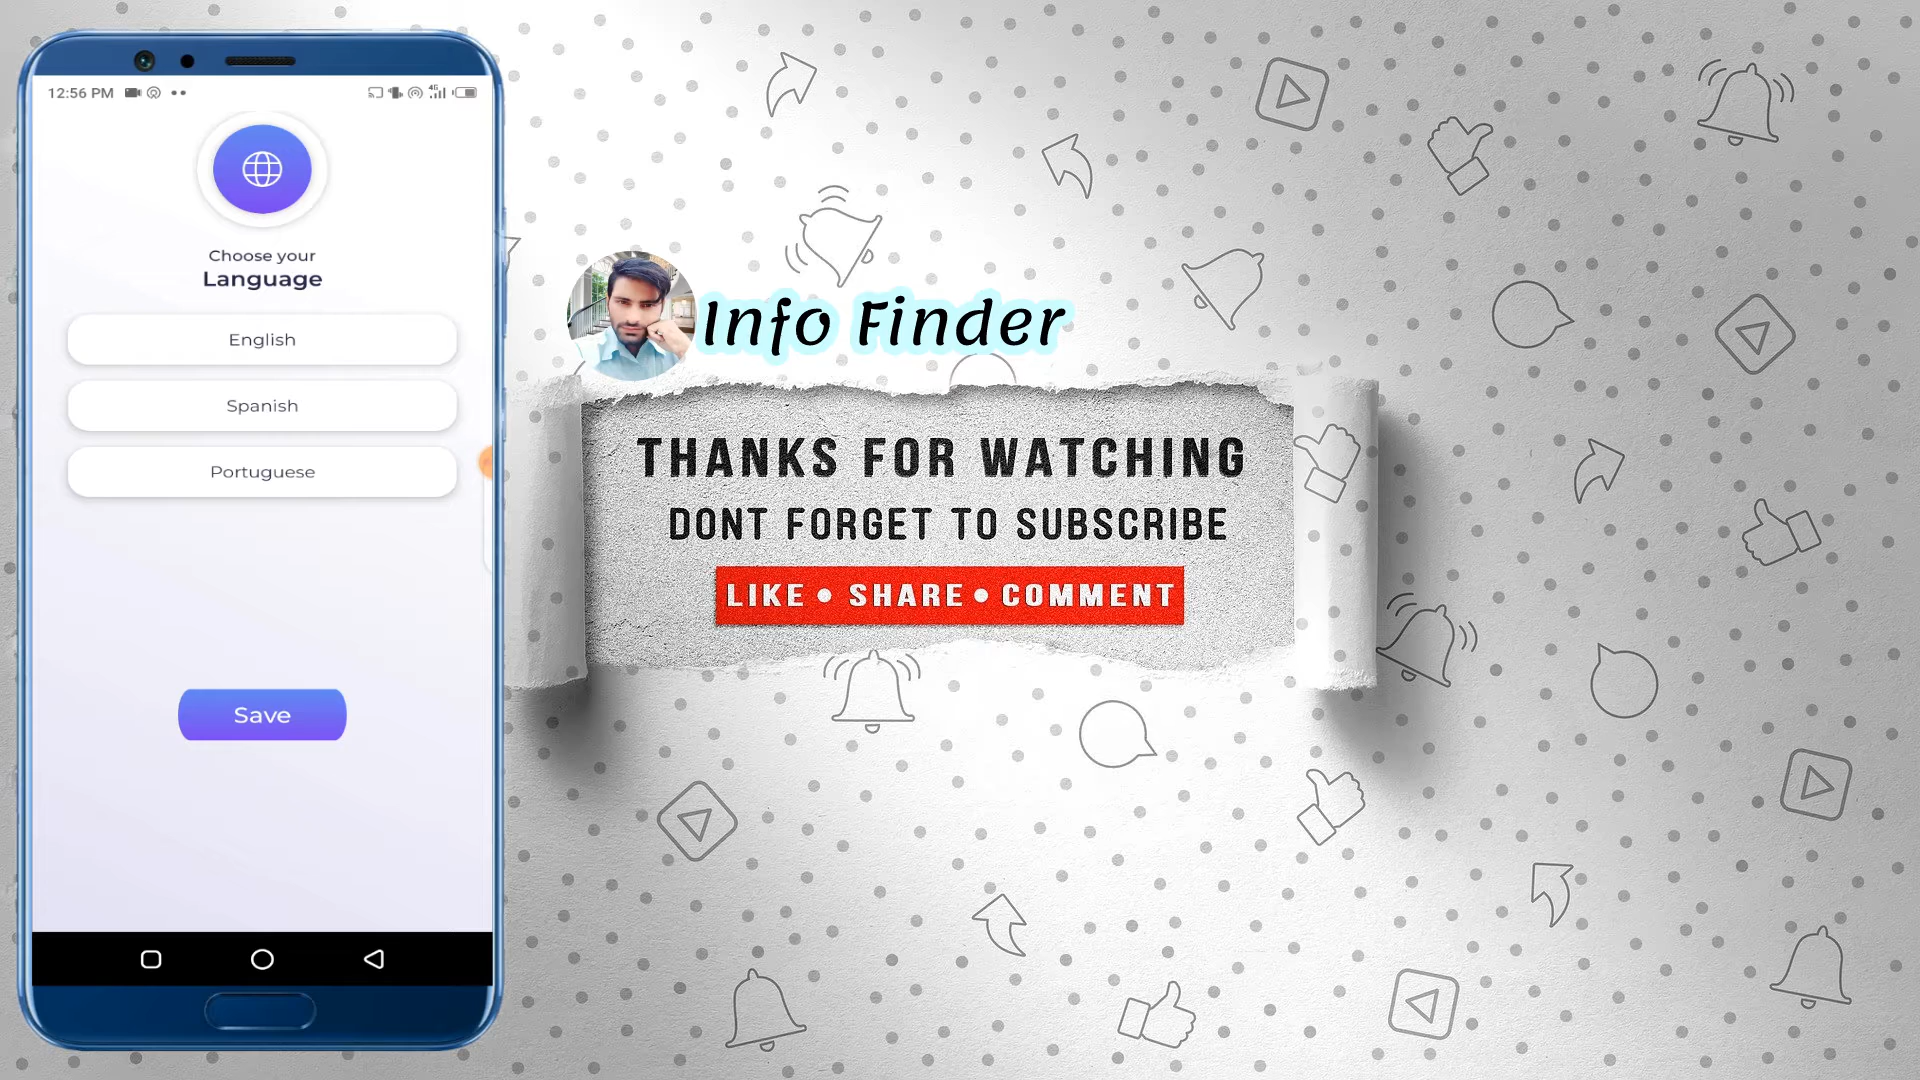 12:56 PM
4G
Choose your
Language
English
Spanish
Portuguese
Save
Info Finder
THANKS FOR WATCHING
DONT FORGET TO SUBSCRIBE
LIKE • SHARE • COMMENT